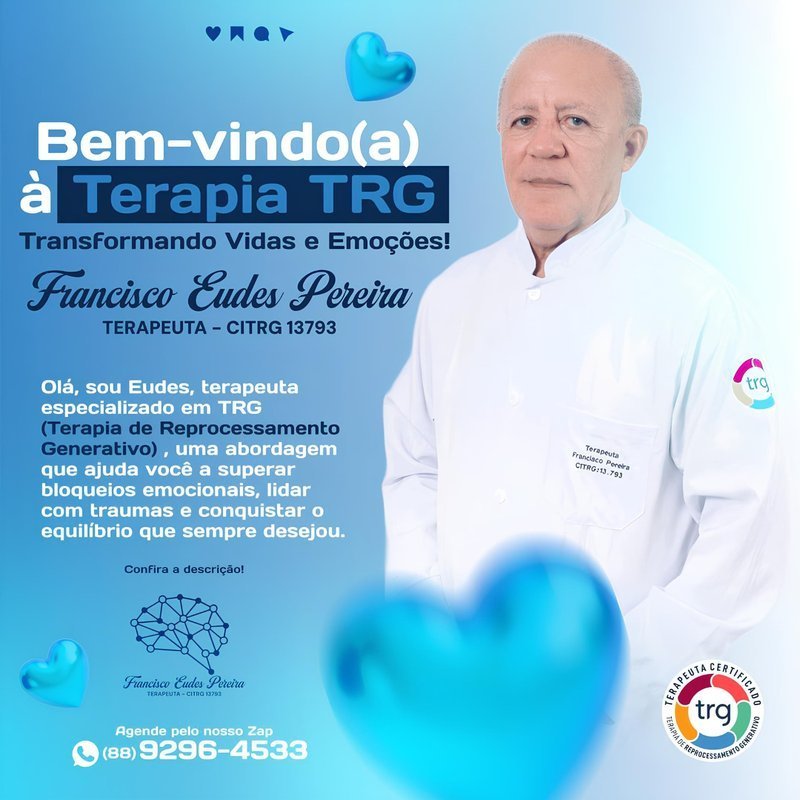 Bem-vindo(a)
à Terapia TRG
Transformando Vidas e Emoções!
Francisco Eudes Pereira
TERAPEUTA - CITRG 13793
Olá, sou Eudes, terapeuta
especializado em TRG
(Terapia de Reprocessamento
Generativo) , uma abordagem
que ajuda você a superar
bloqueios emocionais, lidar
com traumas e conquistar o
equilíbrio que sempre desejou.
Confira a descrição!
Francisco Eudes Pereira
TERAPEUTA - CITRG 13793
Agende pelo nosso Zap
(88) 9296-4533
trg
Terapeuta
Francisco Pereira
CITRG:13.793
TERAPEUTA CERTIFICADO
trg
TERAPIA DE REPROCESSAMENTO GENERATIVO